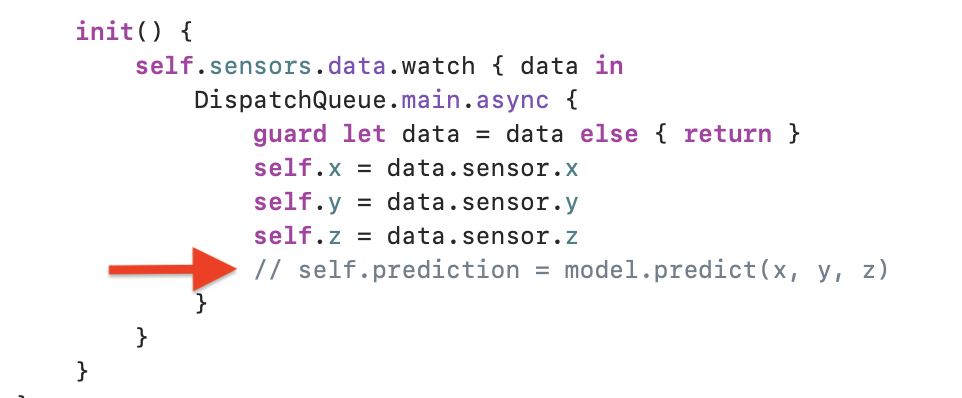 init() {
self.sensors.data.watch { data in
DispatchQueue.main.async {
guard let data = data else { return }
self.x = data.sensor.x
self.y = data.sensor.y
self.z = data.sensor.z
// self.prediction = model.predict(x, y, z)
}
}
}